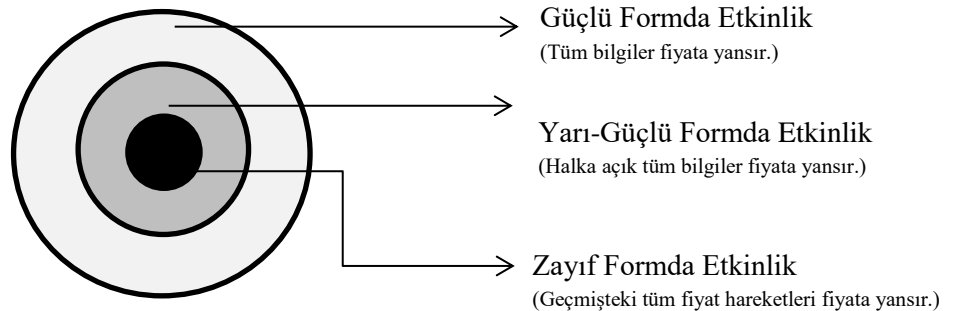 Güçlü Formda Etkinlik
(Tüm bilgiler fiyata yansır.)
Yarı-Güçlü Formda Etkinlik
(Halka açık tüm bilgiler fiyata yansır.)
Zayıf Formda Etkinlik
(Geçmişteki tüm fiyat hareketleri fiyata yansır.)